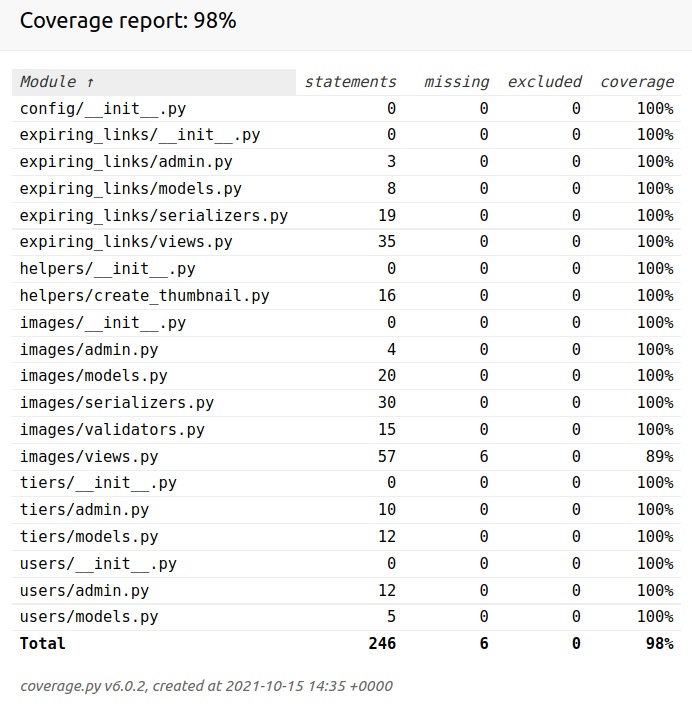 Coverage report: 98%
Module ↑ statements missing excluded coverage
config/__init__.py 0 0 0 100%
expiring_links/__init__.py 0 0 0 100%
expiring_links/admin.py 3 0 0 100%
expiring_links/models.py 8 0 0 100%
expiring_links/serializers.py 19 0 0 100%
expiring_links/views.py 35 0 0 100%
helpers/__init__.py 0 0 0 100%
helpers/create_thumbnail.py 16 0 0 100%
images/__init__.py 0 0 0 100%
images/admin.py 4 0 0 100%
images/models.py 20 0 0 100%
images/serializers.py 30 0 0 100%
images/validators.py 15 0 0 100%
images/views.py 57 6 0 89%
tiers/__init__.py 0 0 0 100%
tiers/admin.py 10 0 0 100%
tiers/models.py 12 0 0 100%
users/__init__.py 0 0 0 100%
users/admin.py 12 0 0 100%
users/models.py 5 0 0 100%
Total 246 6 0 98%
coverage.py v6.0.2, created at 2021-10-15 14:35 +0000